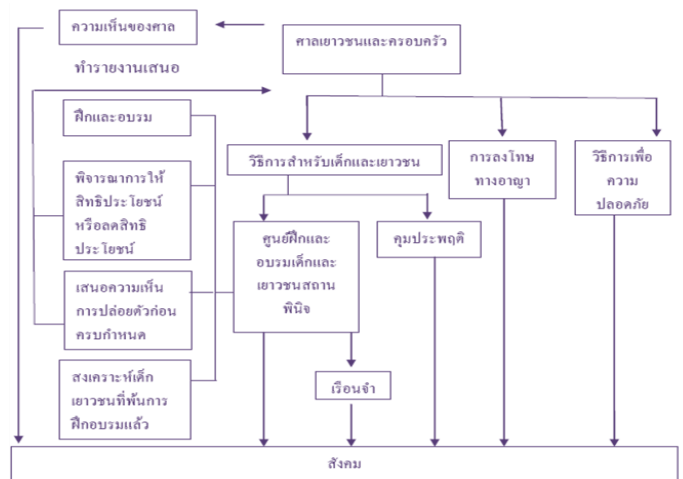 ความเห็นของศาล
ศาลเยาวชนและครอบครัว
ทำรายงานเสนอ
ฝึกและอบรม
วิธีการสำหรับเด็กและเยาวชน
การลงโทษ
ทางอาญา
วิธีการเพื่อ
ความ
ปลอดภัย
พิจารณาการให้
สิทธิประโยชน์
หรือลดสิทธิ
ประโยชน์
ศูนย์ฝึกและ
อบรมเด็กและ
เยาวชนสถาน
พินิจ
คุมประพฤติ
เสนอความเห็น
การปล่อยตัวก่อน
ครบกำหนด
สงเคราะห์เด็ก
เยาวชนที่พ้นการ
ฝึกอบรมแล้ว
เรือนจำ
สังคม